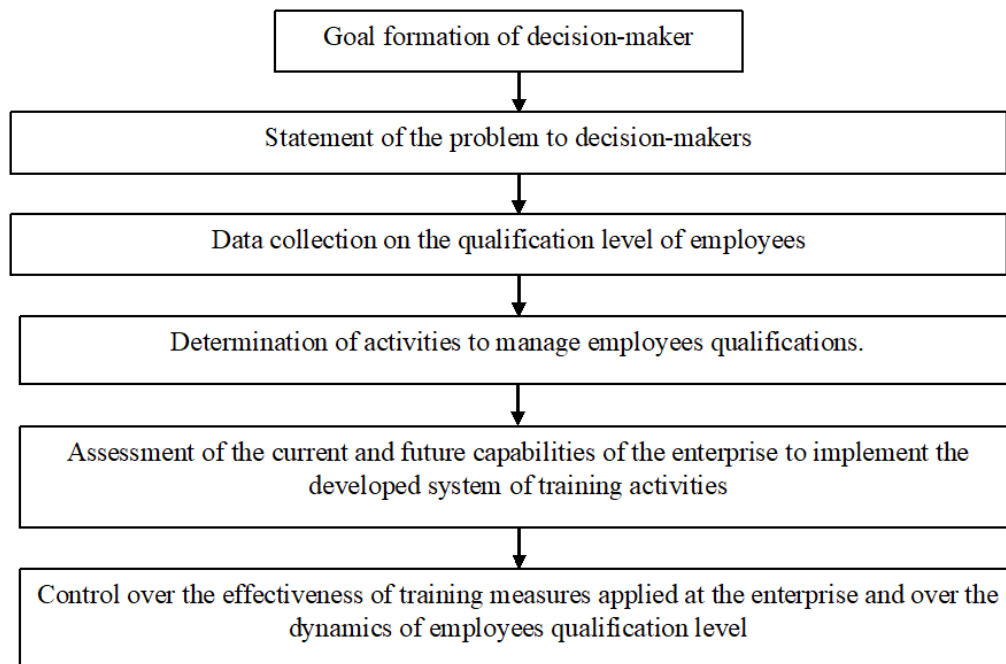 Goal formation of decision-maker
Statement of the problem to decision-makers
Data collection on the qualification level of employees
Determination of activities to manage employees qualifications.
Assessment of the current and future capabilities of the enterprise to implement the
developed system of training activities
Control over the effectiveness of training measures applied at the enterprise and over the
dynamics of employees qualification level